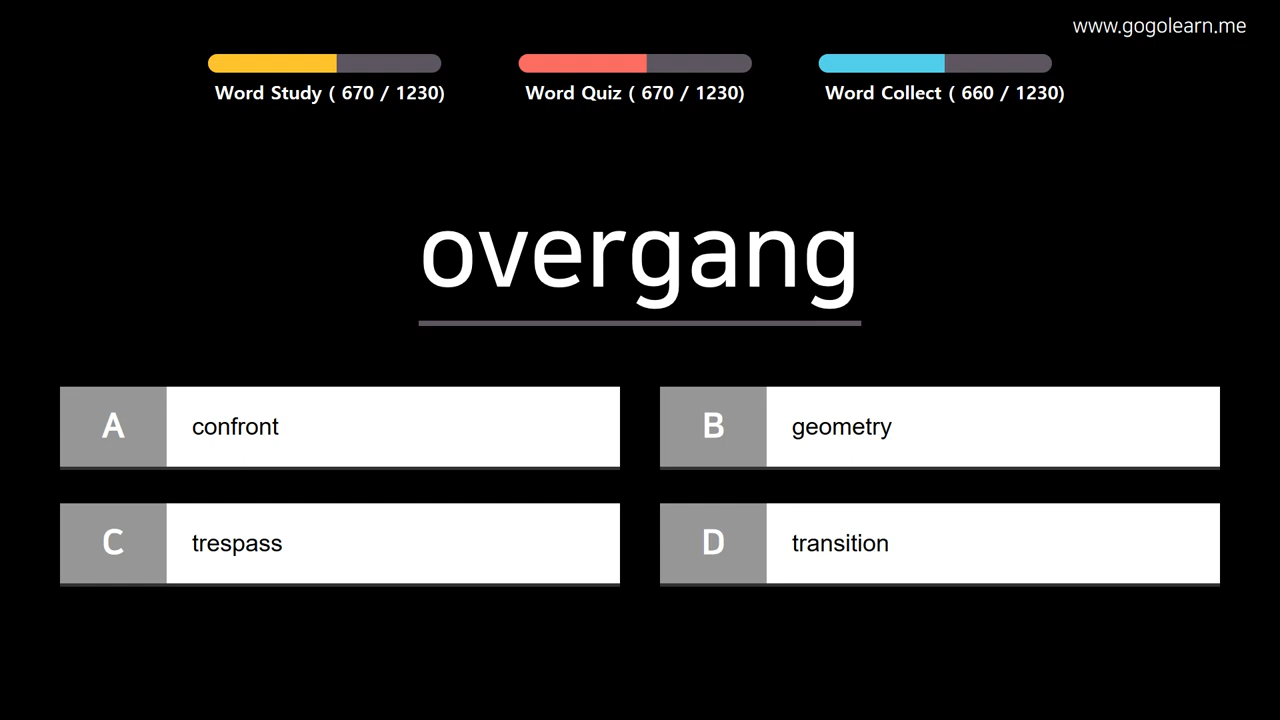 www.gogolearn.me
Word Study ( 670 / 1230)
Word Quiz ( 670 / 1230)
Word Collect ( 660 / 1230)
overgang
A confront
B geometry
C trespass
D transition